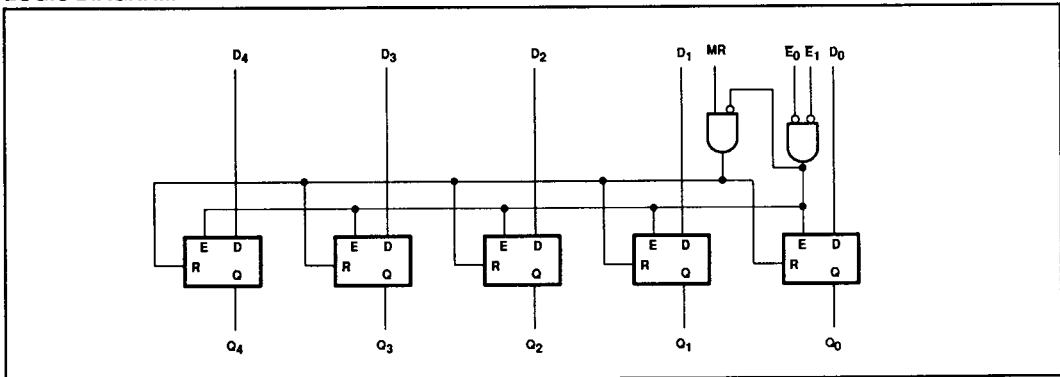 D4 D3 D2 D1 MR E0 E1 D0
E D E D E D E D E D
R Q R Q R Q R Q R Q
Q4 Q3 Q2 Q1 Q0